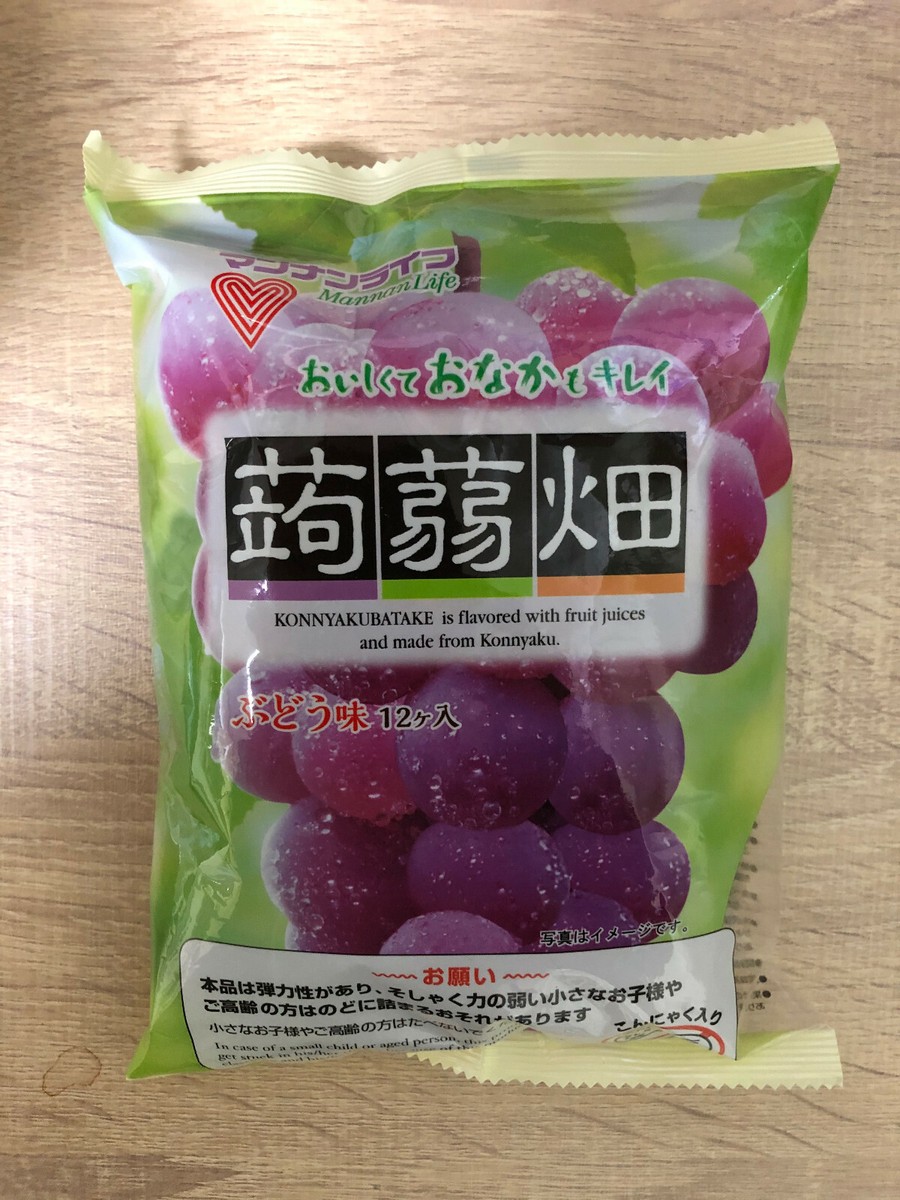 マンナンライフ
MannanLife
おいしくておなかもキレイ
蒟蒻畑
KONNYAKUBATAKE is flavored with fruit juices
and made from Konnyaku.
ぶどう味 12ヶ入
写真はイメージです。
お願い
本品は弾力性があり、そしゃく力の弱い小さなお子様や
ご高齢の方はのどに詰まるおそれがあります
小さなお子様やご高齢の方はたべないで
こんにゃく入り
In case of a small child or aged person, this
get stuck in